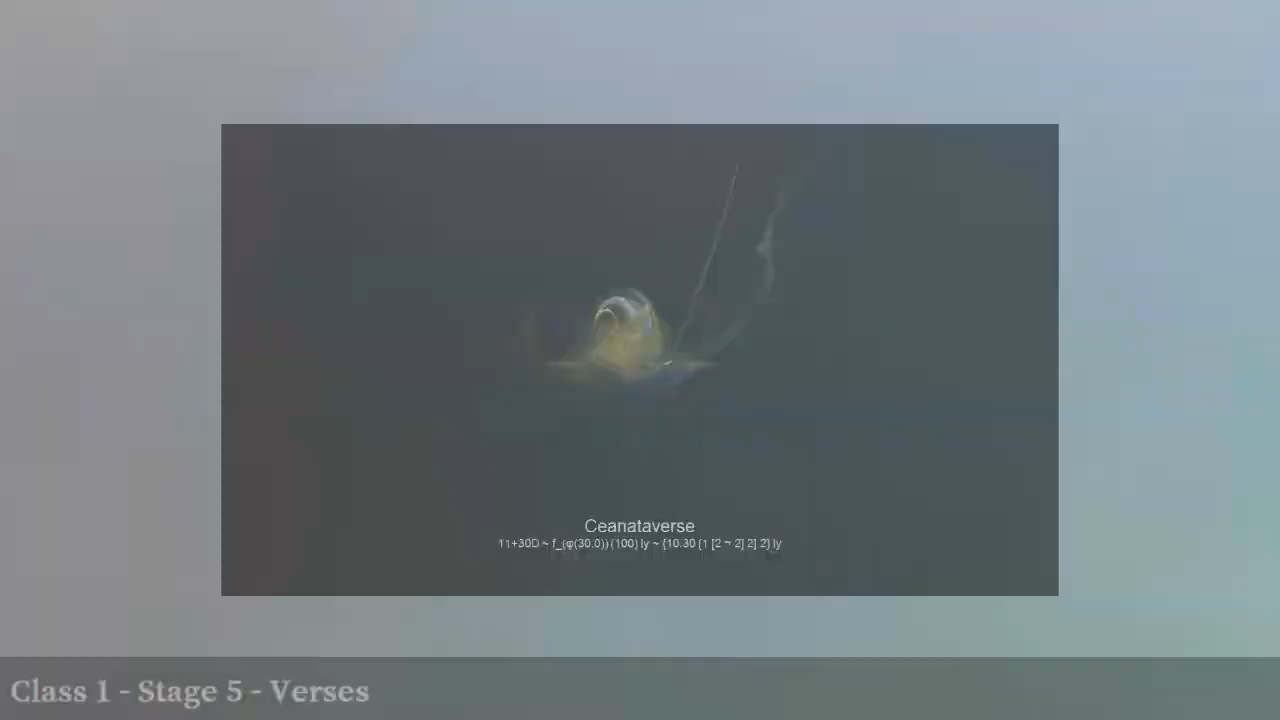 Ceanataverse
11+30D ~ f_(φ(30.0)) (100) ly ~ {10.30 [1 [2 ¬ 2] 2] 2} ly
Class 1 - Stage 5 - Verses